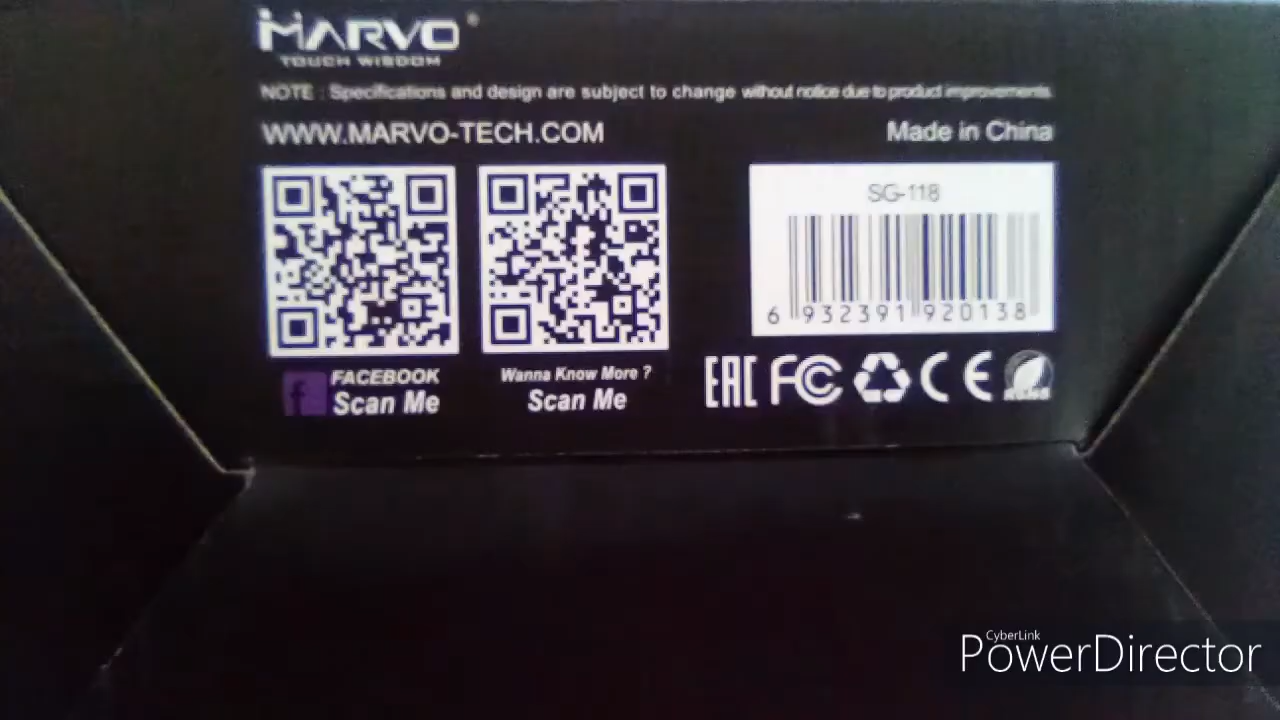 MARVO
TOUCH WISDOM
NOTE : Specifications and design are subject to change without notice due to product improvements.
WWW.MARVO-TECH.COM
Made in China
SG-118
6 932391 920138
FACEBOOK
Scan Me
Wanna Know More ?
Scan Me
EAC FC CE
RoHS
CyberLink
PowerDirector